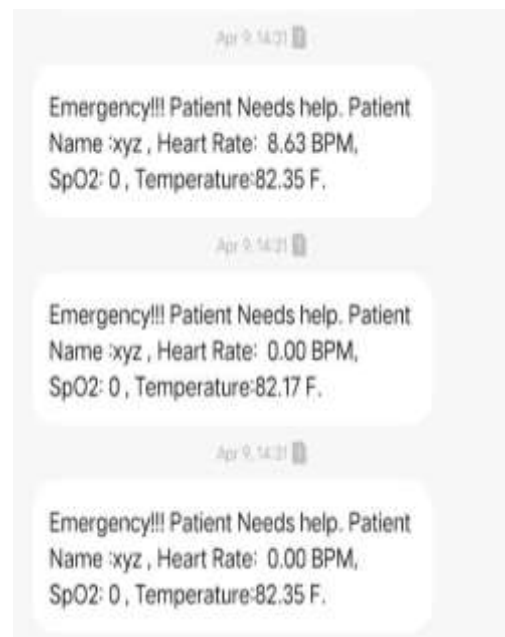 Apr 9, 14:31
Emergency!!! Patient Needs help. Patient
Name :xyz , Heart Rate: 8.63 BPM,
SpO2: 0 , Temperature:82.35 F.
Apr 9, 14:31
Emergency!!! Patient Needs help. Patient
Name :xyz , Heart Rate: 0.00 BPM,
SpO2: 0 , Temperature:82.17 F.
Apr 9, 14:31
Emergency!!! Patient Needs help. Patient
Name :xyz , Heart Rate: 0.00 BPM,
SpO2: 0 , Temperature:82.35 F.